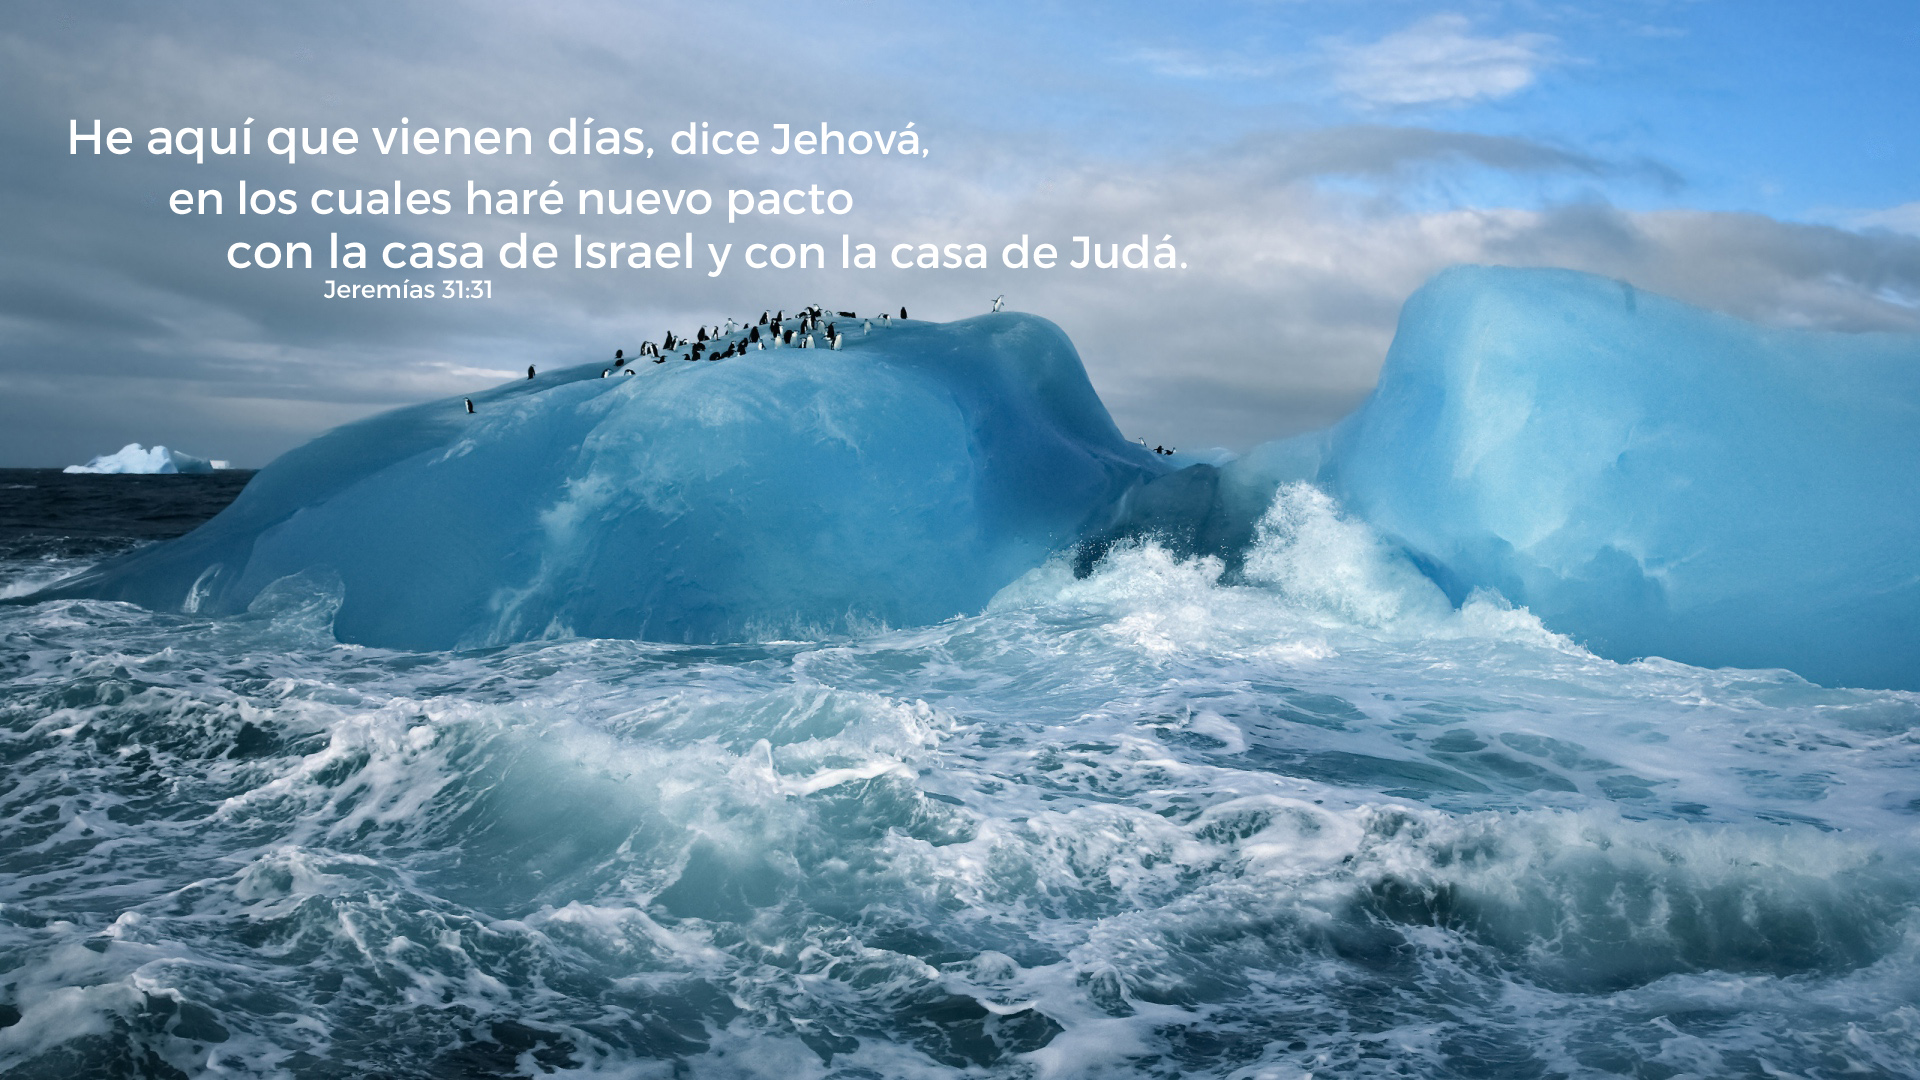 He aquí que vienen días, dice Jehová,
en los cuales haré nuevo pacto
con la casa de Israel y con la casa de Judá.
Jeremías 31:31